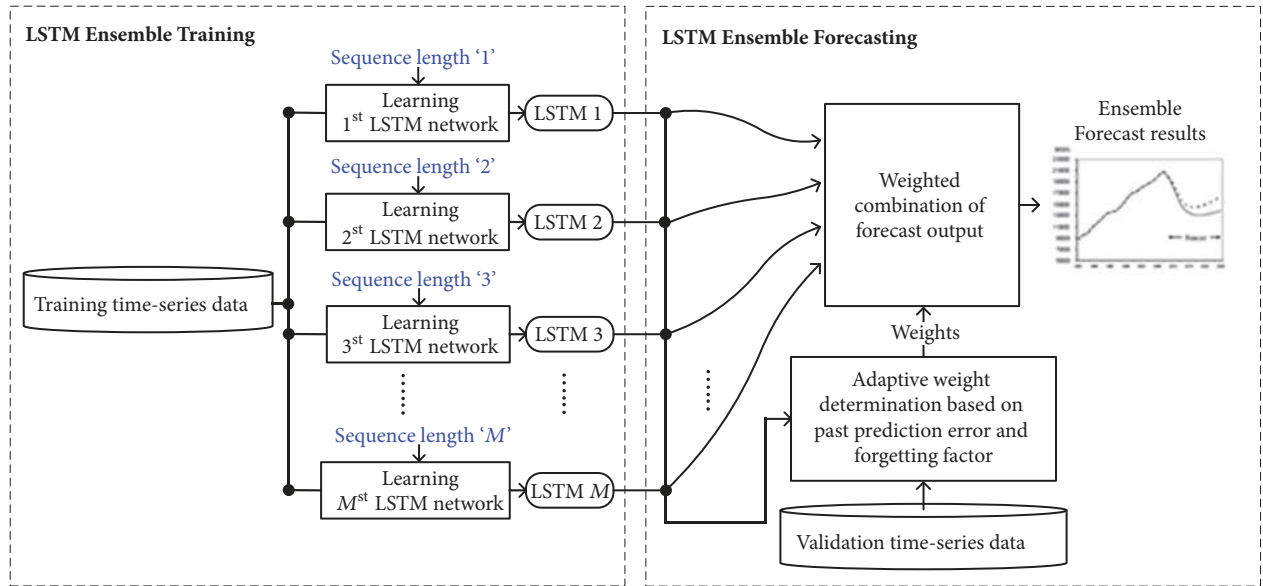 LSTM Ensemble Training
Sequence length ‘1’
Learning
1st LSTM network
LSTM 1
Sequence length ‘2’
Learning
2st LSTM network
LSTM 2
Training time-series data
Sequence length ‘3’
Learning
3st LSTM network
LSTM 3
Sequence length ‘M’
Learning
Mst LSTM network
LSTM M
LSTM Ensemble Forecasting
Weighted
combination of
forecast output
Ensemble
Forecast results
Weights
Adaptive weight
determination based on
past prediction error and
forgetting factor
Validation time-series data